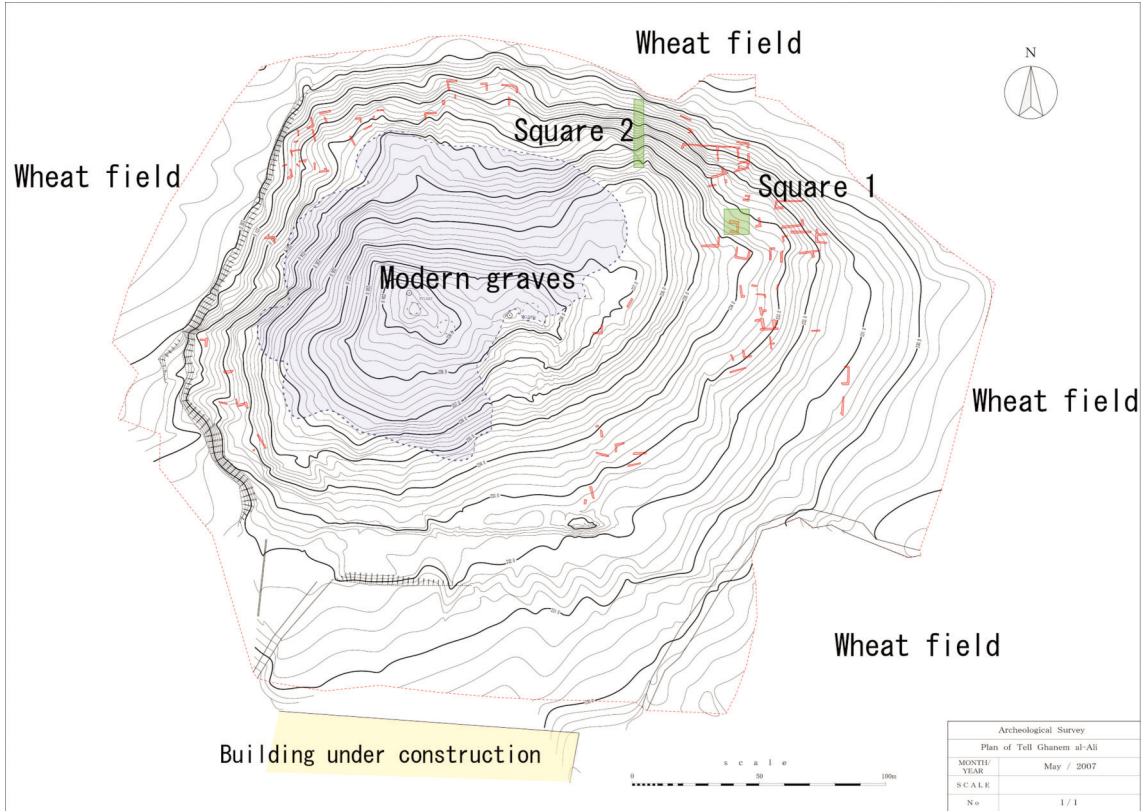 Wheat field
N
Square 2
Wheat field
Square 1
Modern graves
Wheat field
Wheat field
Building under construction
scale
0 50 100m
Archeological Survey
Plan of Tell Ghanem al-Ali
MONTH/YEAR May / 2007
SCALE
No 1/1